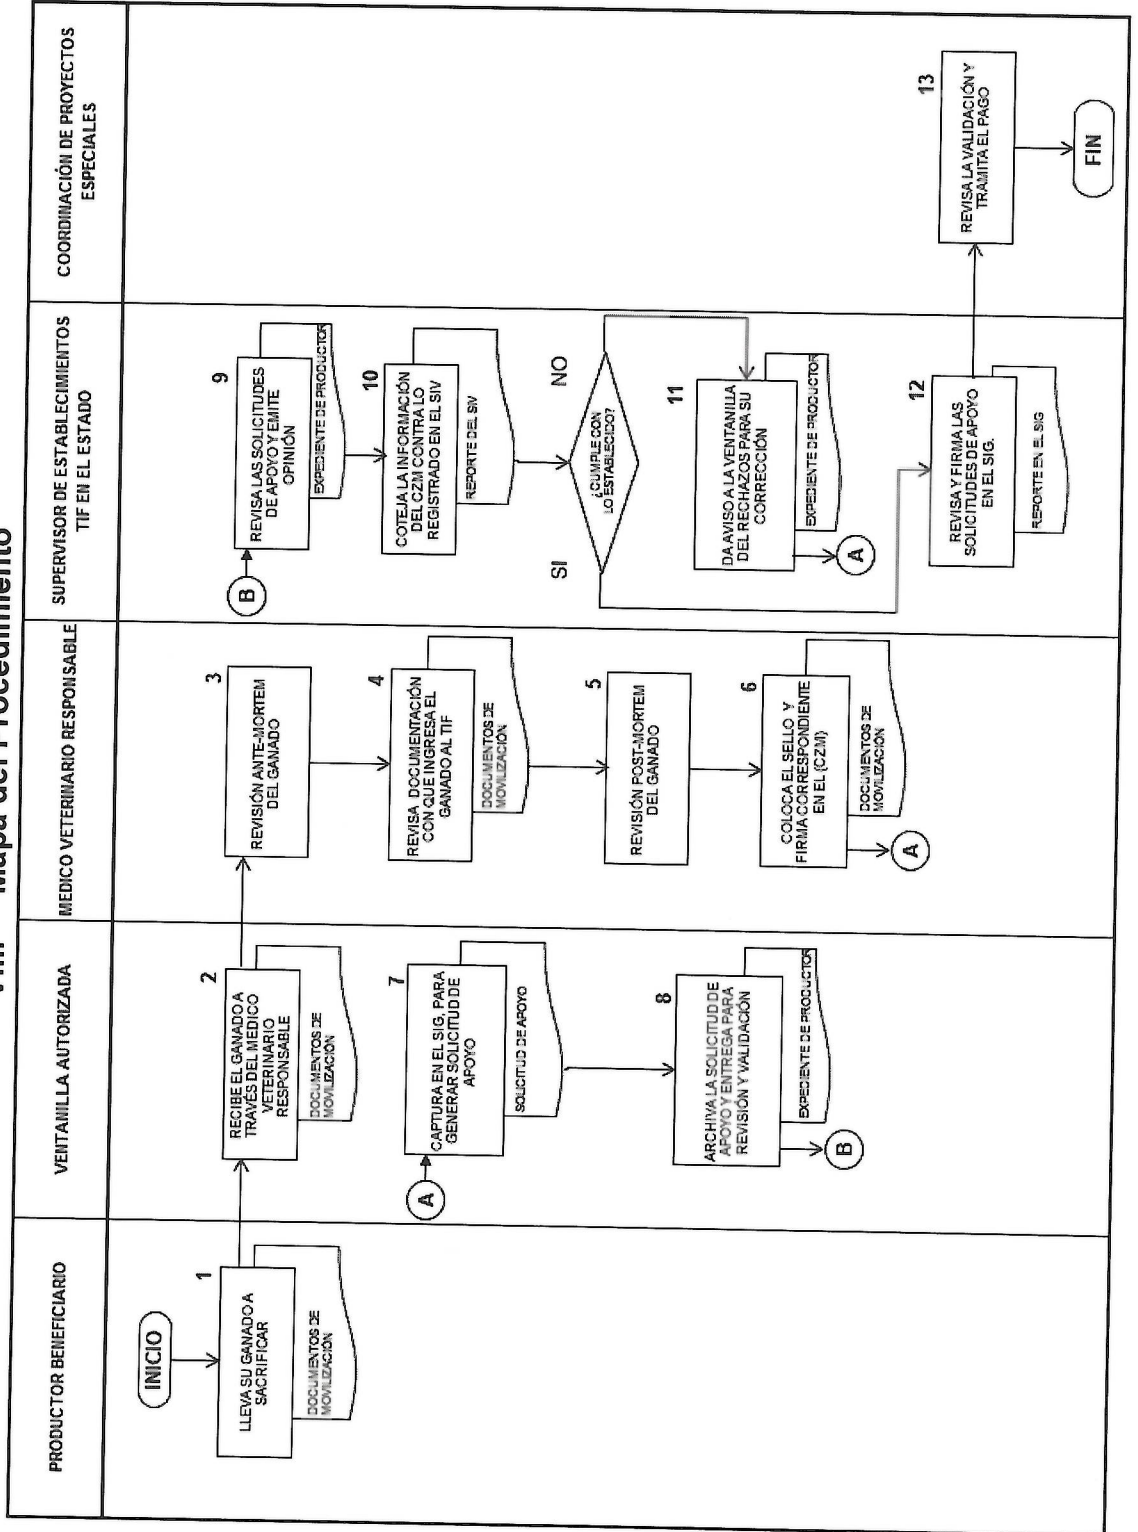 Mapa del Procedimiento
PRODUCTOR BENEFICIARIO
VENTANILLA AUTORIZADA
MEDICO VETERINARIO RESPONSABLE
SUPERVISOR DE ESTABLECIMIENTOS
TIF EN EL ESTADO
COORDINACIÓN DE PROYECTOS
ESPECIALES
INICIO
1
LLEVA SU GANADO A
SACRIFICAR
DOCUMENTOS DE
MOVILIZACIÓN
2
RECIBE EL GANADO A
TRAVÉS DEL MEDICO
VETERINARIO
RESPONSABLE
DOCUMENTOS DE
MOVILIZACIÓN
A
7
CAPTURA EN EL SIG, PARA
GENERAR SOLICITUD DE
APOYO
SOLICITUD DE APOYO
8
ARCHIVA LA SOLICITUD DE
APOYO Y ENTREGA PARA
REVISIÓN Y VALIDACIÓN
EXPEDIENTE DE PRODUCTOR
B
3
REVISIÓN ANTE-MORTEM
DEL GANADO
4
REVISA DOCUMENTACIÓN
CON QUE INGRESA EL
GANADO AL TIF
DOCUMENTOS DE
MOVILIZACIÓN
5
REVISIÓN POST-MORTEM
DEL GANADO
6
COLOCA EL SELLO Y
FIRMA CORRESPONDIENTE
EN EL (CZM)
DOCUMENTOS DE
MOVILIZACIÓN
A
B
9
REVISA LAS SOLICITUDES
DE APOYO Y EMITE
OPINIÓN
EXPEDIENTE DE PRODUCTOR
10
COTEJA LA INFORMACIÓN
DEL CZM CONTRA LO
REGISTRADO EN EL SIV
REPORTE DEL SIV
SI
¿CUMPLE CON
LO ESTABLECIDO?
NO
11
DA AVISO A LA VENTANILLA
DEL RECHAZOS PARA SU
CORRECCIÓN
EXPEDIENTE DE PRODUCTOR
A
12
REVISA Y FIRMA LAS
SOLICITUDES DE APOYO
EN EL SIG.
REPORTE EN EL SIG
13
REVISA LA VALIDACIÓN Y
TRAMITA EL PAGO
FIN